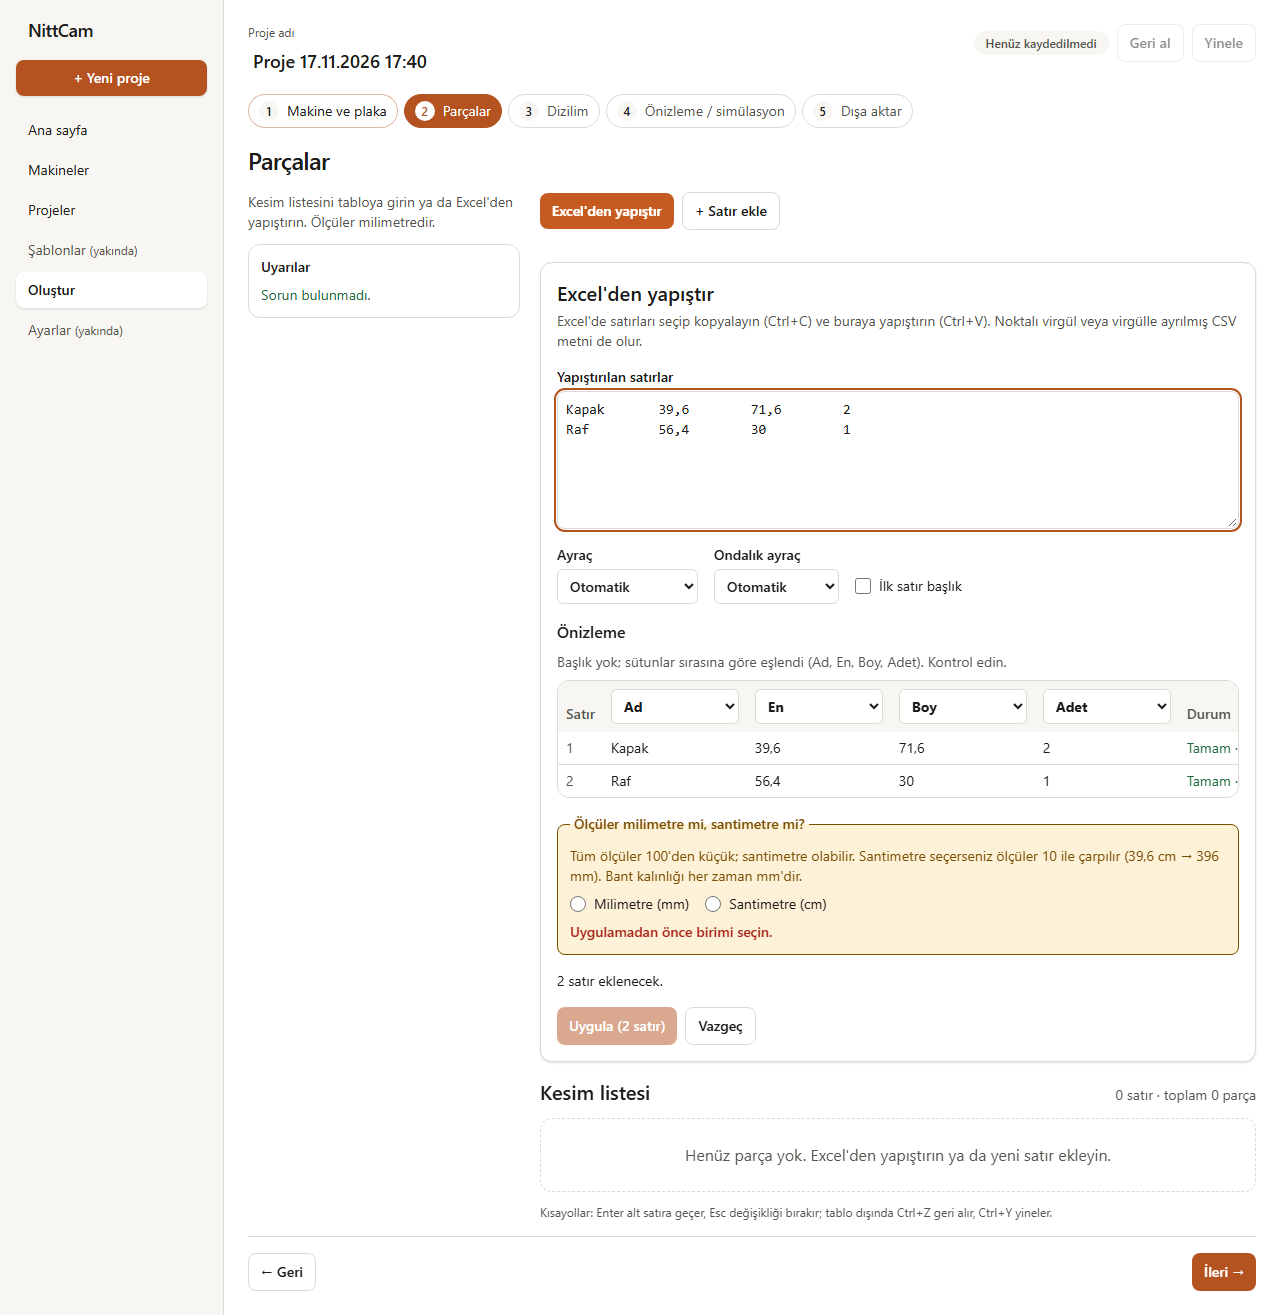 NittCam
+ Yeni proje
Ana sayfa
Makineler
Projeler
Şablonlar (yakında)
Oluştur
Ayarlar (yakında)
Proje adı
Proje 17.11.2026 17:40
Henüz kaydedilmedi
Geri al
Yinele
1 Makine ve plaka
2 Parçalar
3 Dizilim
4 Önizleme / simülasyon
5 Dışa aktar
Parçalar
Kesim listesini tabloya girin ya da Excel'den
yapıştırın. Ölçüler milimetredir.
Uyarılar
Sorun bulunmadı.
Excel'den yapıştır
+ Satır ekle
Excel'den yapıştır
Excel'de satırları seçip kopyalayın (Ctrl+C) ve buraya yapıştırın (Ctrl+V). Noktalı virgül veya virgülle ayrılmış CSV
metni de olur.
Yapıştırılan satırlar
Kapak 39,6 71,6 2
Raf 56,4 30 1
Ayraç
Otomatik
Ondalık ayraç
Otomatik
İlk satır başlık
Önizleme
Başlık yok; sütunlar sırasına göre eşlendi (Ad, En, Boy, Adet). Kontrol edin.
Satır Ad En Boy Adet Durum
1 Kapak 39,6 71,6 2 Tamam ·
2 Raf 56,4 30 1 Tamam ·
Ölçüler milimetre mi, santimetre mi?
Tüm ölçüler 100'den küçük; santimetre olabilir. Santimetre seçerseniz ölçüler 10 ile çarpılır (39,6 cm → 396
mm). Bant kalınlığı her zaman mm'dir.
Milimetre (mm) Santimetre (cm)
Uygulamadan önce birimi seçin.
2 satır eklenecek.
Uygula (2 satır)
Vazgeç
Kesim listesi
0 satır · toplam 0 parça
Henüz parça yok. Excel'den yapıştırın ya da yeni satır ekleyin.
Kısayollar: Enter alt satıra geçer, Esc değişikliği bırakır; tablo dışında Ctrl+Z geri alır, Ctrl+Y yineler.
← Geri
İleri →